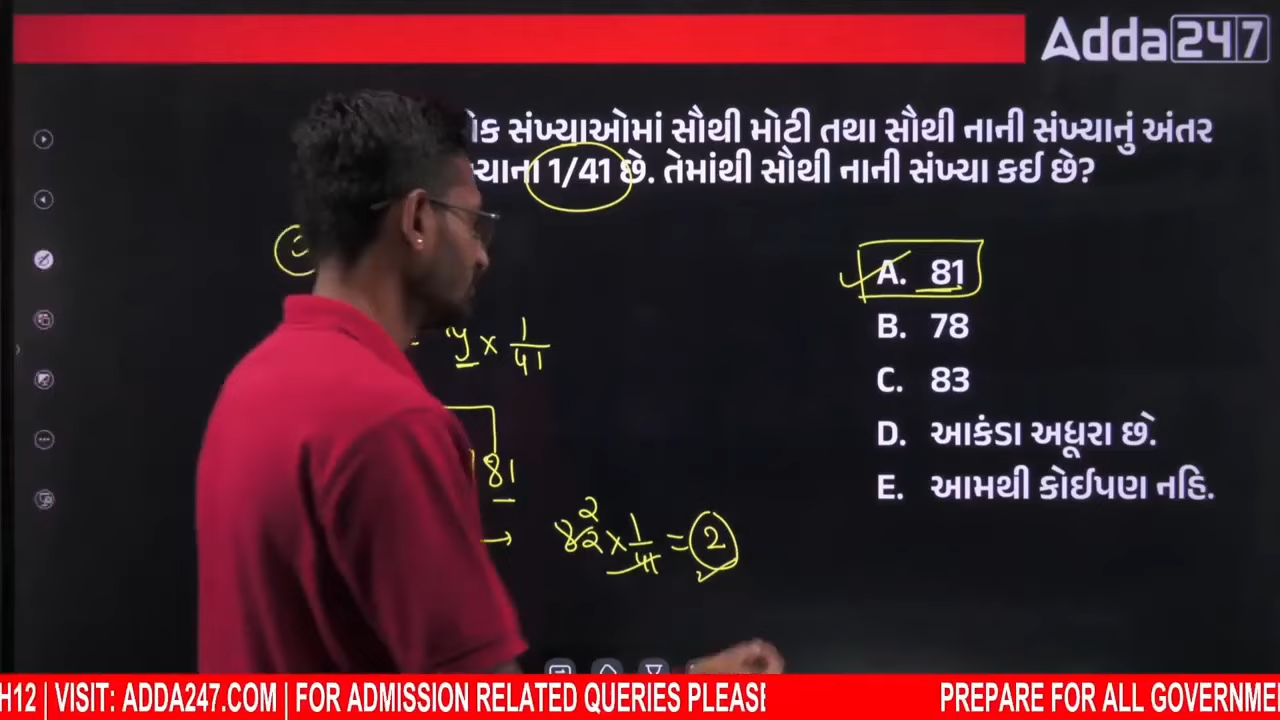 Adda247
સંખ્યાઓમાં સૌથી મોટી તથા સૌથી નાની સંખ્યાનું અંતર
1/41 છે. તેમાંથી સૌથી નાની સંખ્યા કઈ છે?
A. 81
B. 78
C. 83
D. આકંડા અધૂરા છે.
E. આમથી કોઈપણ નહિ.
y × 1/41
81
→ 82 2 × 1/41 = 2
H12 | VISIT: ADDA247.COM | FOR ADMISSION RELATED QUERIES PLEASE PREPARE FOR ALL GOVERNME